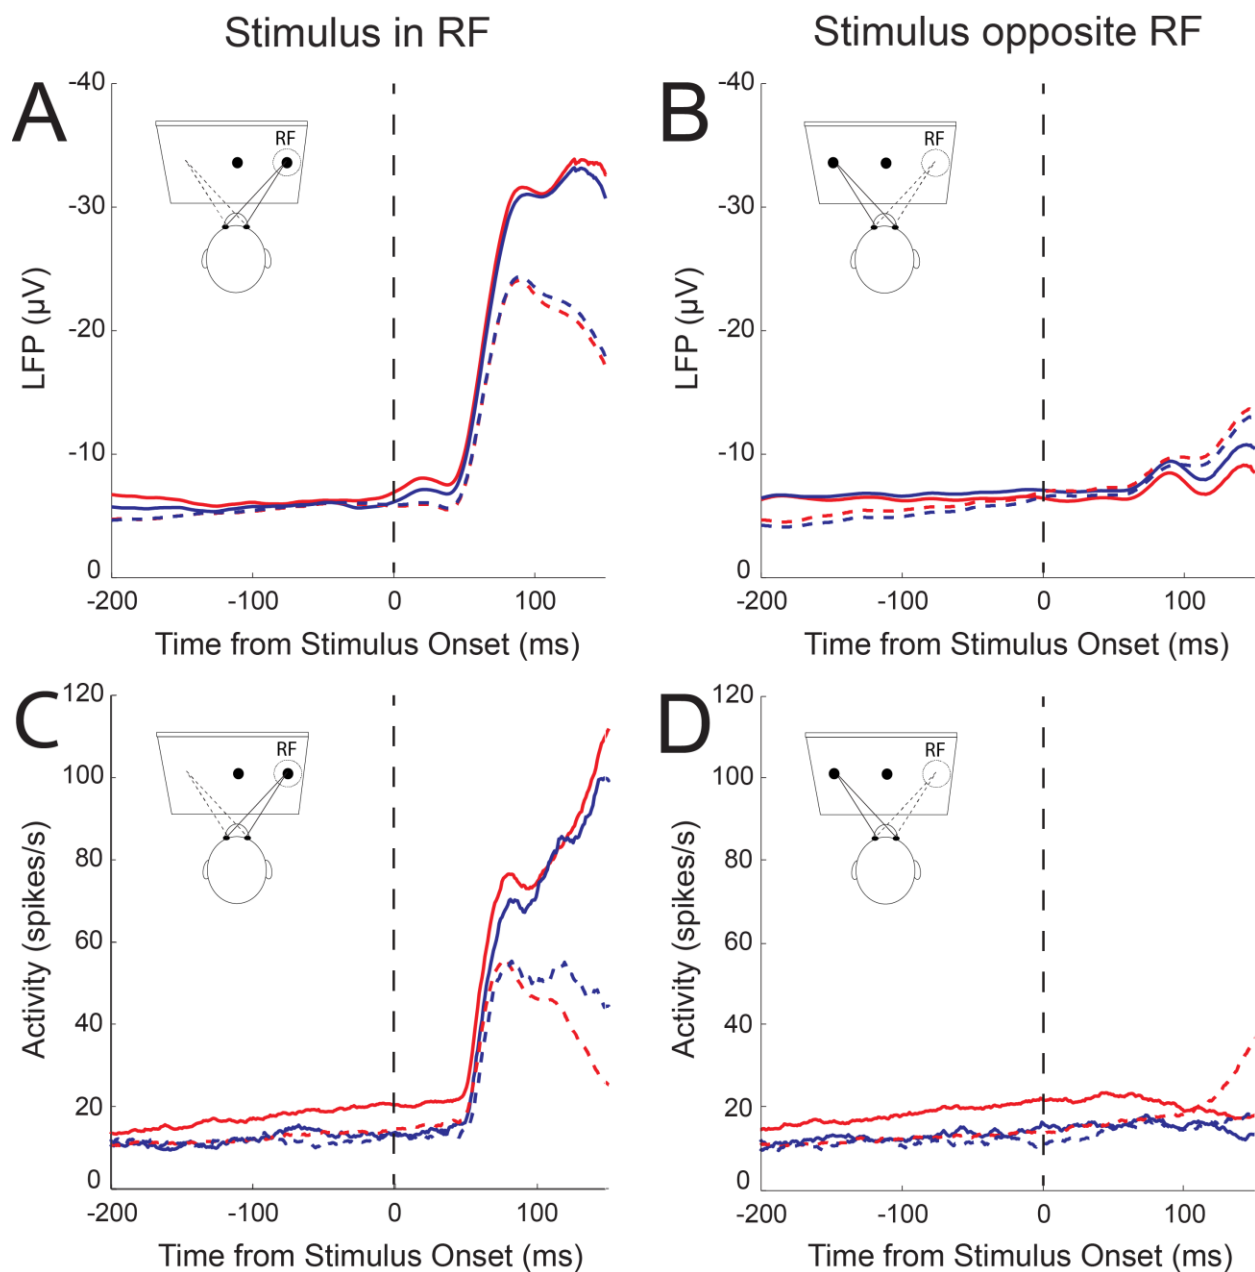 Stimulus in RF
Stimulus opposite RF
A
-40
-30
-20
-10
0
LFP (µV)
RF
-200
-100
0
100
Time from Stimulus Onset (ms)
B
-40
-30
-20
-10
0
LFP (µV)
RF
-200
-100
0
100
Time from Stimulus Onset (ms)
C
120
100
80
60
40
20
0
Activity (spikes/s)
RF
-200
-100
0
100
Time from Stimulus Onset (ms)
D
120
100
80
60
40
20
0
Activity (spikes/s)
RF
-200
-100
0
100
Time from Stimulus Onset (ms)